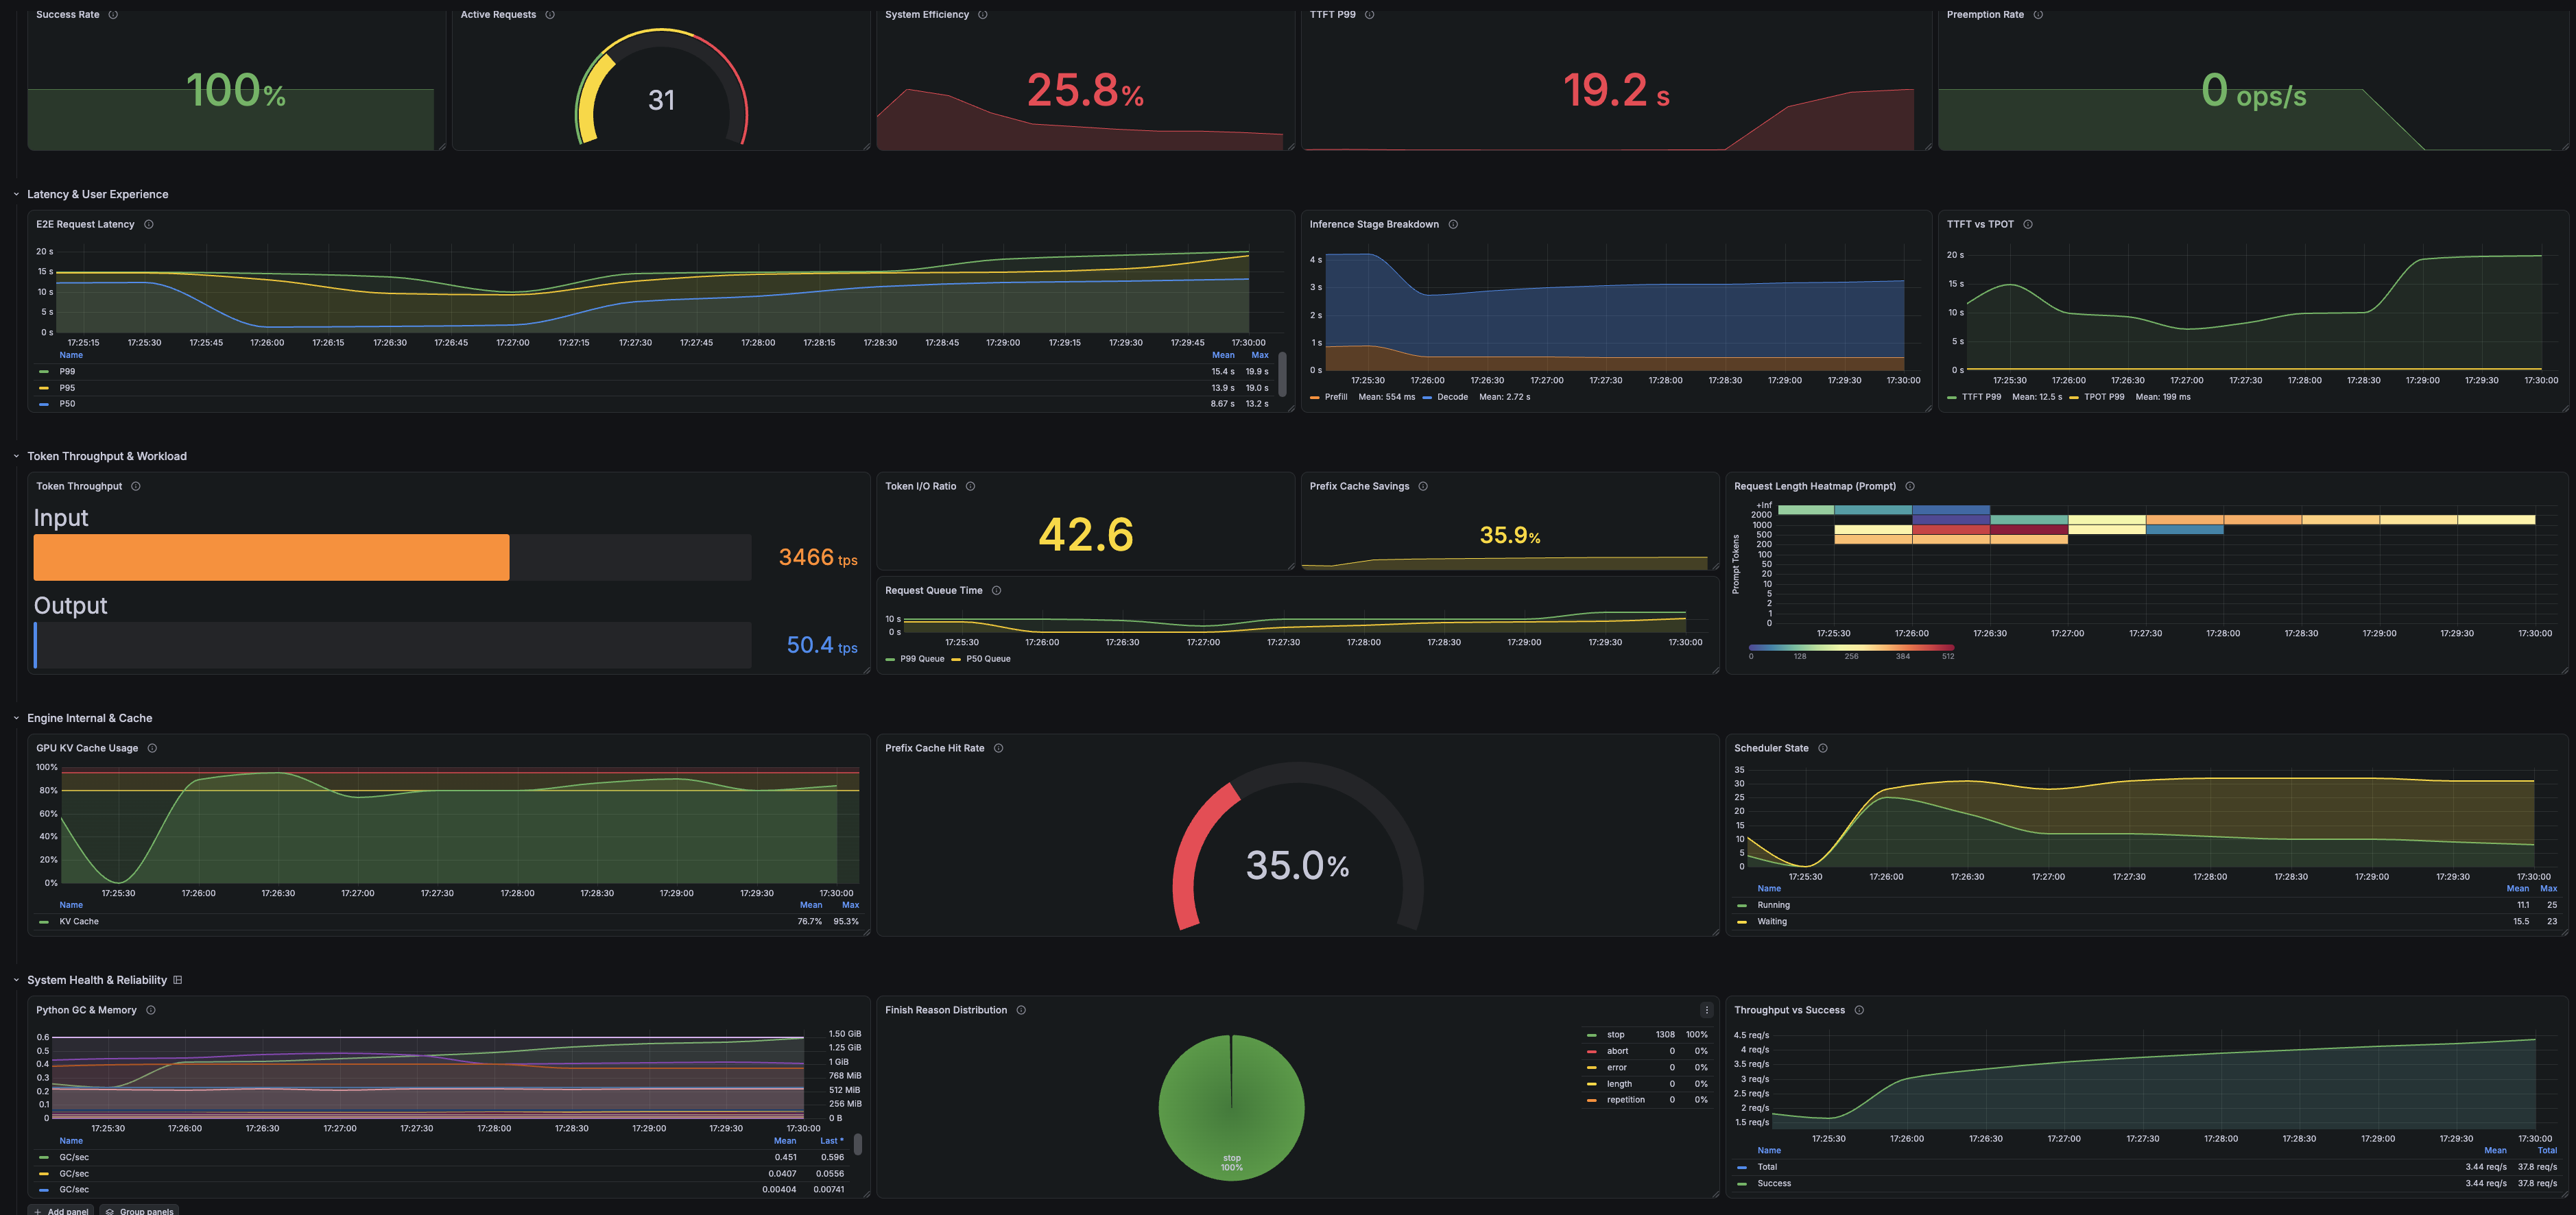 Success Rate
Active Requests
System Efficiency
TTFT P99
Preemption Rate
100%
31
25.8%
19.2 s
0 ops/s
Latency & User Experience
E2E Request Latency
20 s
15 s
10 s
5 s
0 s
17:25:15 17:25:30 17:25:45 17:26:00 17:26:15 17:26:30 17:26:45 17:27:00 17:27:15 17:27:30 17:27:45 17:28:00 17:28:15 17:28:30 17:28:45 17:29:00 17:29:15 17:29:30 17:29:45 17:30:00
Name Mean Max
P99 15.4 s 19.9 s
P95 13.9 s 19.0 s
P50 8.67 s 13.2 s
Inference Stage Breakdown
4 s
3 s
2 s
1 s
0 s
17:25:30 17:26:00 17:26:30 17:27:00 17:27:30 17:28:00 17:28:30 17:29:00 17:29:30 17:30:00
Prefill Mean: 554 ms Decode Mean: 2.72 s
TTFT vs TPOT
20 s
15 s
10 s
5 s
0 s
17:25:30 17:26:00 17:26:30 17:27:00 17:27:30 17:28:00 17:28:30 17:29:00 17:29:30 17:30:00
TTFT P99 Mean: 12.5 s TPOT P99 Mean: 199 ms
Token Throughput & Workload
Token Throughput
Input
3466 tps
Output
50.4 tps
Token I/O Ratio
42.6
Prefix Cache Savings
35.9%
Request Queue Time
10 s
0 s
17:25:30 17:26:00 17:26:30 17:27:00 17:27:30 17:28:00 17:28:30 17:29:00 17:29:30 17:30:00
P99 Queue P50 Queue
Request Length Heatmap (Prompt)
Prompt Tokens
+Inf
2000
1000
500
200
100
50
20
10
5
2
1
0
17:25:30 17:26:00 17:26:30 17:27:00 17:27:30 17:28:00 17:28:30 17:29:00 17:29:30 17:30:00
0 128 256 384 512
Engine Internal & Cache
GPU KV Cache Usage
100%
80%
60%
40%
20%
0%
17:25:30 17:26:00 17:26:30 17:27:00 17:27:30 17:28:00 17:28:30 17:29:00 17:29:30 17:30:00
Name Mean Max
KV Cache 76.7% 95.3%
Prefix Cache Hit Rate
35.0%
Scheduler State
35
30
25
20
15
10
5
0
17:25:30 17:26:00 17:26:30 17:27:00 17:27:30 17:28:00 17:28:30 17:29:00 17:29:30 17:30:00
Name Mean Max
Running 11.1 25
Waiting 15.5 23
System Health & Reliability
Python GC & Memory
0.6
0.5
0.4
0.3
0.2
0.1
0
1.50 GiB
1.25 GiB
1 GiB
768 MiB
512 MiB
256 MiB
0 B
17:25:30 17:26:00 17:26:30 17:27:00 17:27:30 17:28:00 17:28:30 17:29:00 17:29:30 17:30:00
Name Mean Last *
GC/sec 0.451 0.596
GC/sec 0.0407 0.0556
GC/sec 0.00404 0.00741
Finish Reason Distribution
stop
100%
stop 1308 100%
abort 0 0%
error 0 0%
length 0 0%
repetition 0 0%
Throughput vs Success
4.5 req/s
4 req/s
3.5 req/s
3 req/s
2.5 req/s
2 req/s
1.5 req/s
17:25:30 17:26:00 17:26:30 17:27:00 17:27:30 17:28:00 17:28:30 17:29:00 17:29:30 17:30:00
Name Mean Total
Total 3.44 req/s 37.8 req/s
Success 3.44 req/s 37.8 req/s
Add panel Group panels